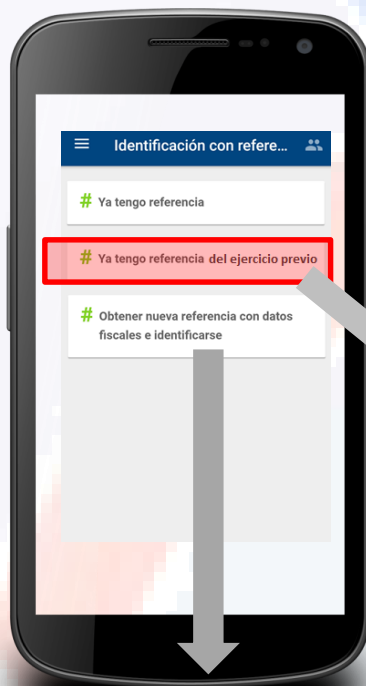 Identificación con refere...
# Ya tengo referencia
# Ya tengo referencia del ejercicio previo
# Obtener nueva referencia con datos
fiscales e identificarse